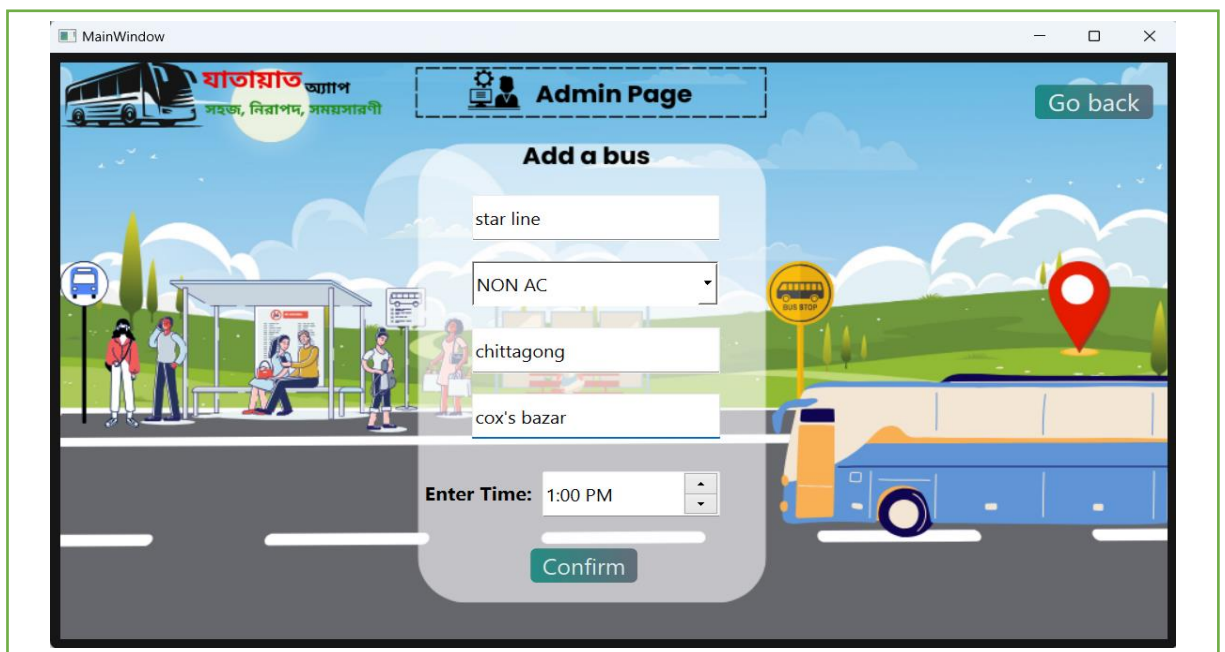 MainWindow
যাতায়াত অ্যাপ
সহজ, নিরাপদ, সময়সারণী
Admin Page
Go back
Add a bus
star line
NON AC
chittagong
cox's bazar
BUS STOP
Enter Time: 1:00 PM
Confirm